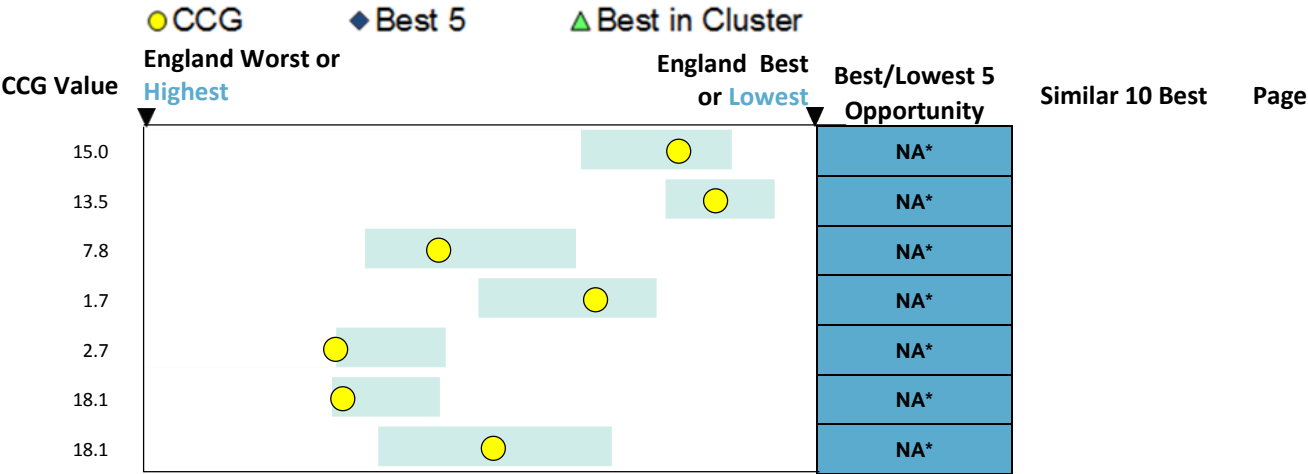 CCG Best 5 Best in Cluster
CCG Value
England Worst or
Highest
England Best
or Lowest
Best/Lowest 5
Opportunity
Similar 10 Best
Page
15.0 NA*
13.5 NA*
7.8 NA*
1.7 NA*
2.7 NA*
18.1 NA*
18.1 NA*